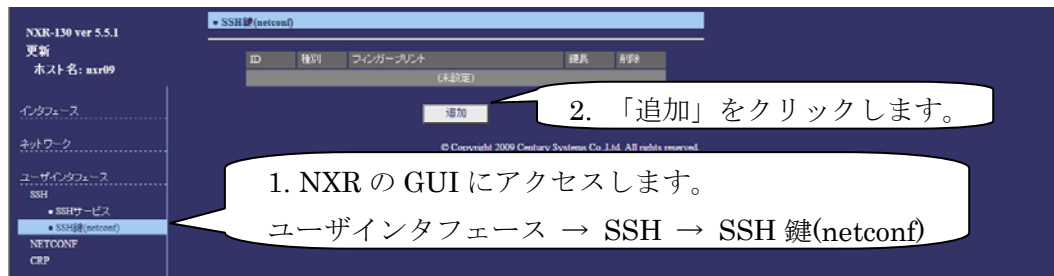 NXR-130 ver 5.5.1
更新
ホスト名: nxr09
インタフェース
ネットワーク
ユーザインタフェース
SSH
• SSHサービス
• SSH鍵(netconf)
NETCONF
CRP
• SSH鍵(netconf)
ID 種別 フィンガープリント 鍵長 削除
(未設定)
追加
2. 「追加」をクリックします。
© Copyright 2009 Century Systems Co.,Ltd. All rights reserved.
1. NXR の GUI にアクセスします。
ユーザインタフェース → SSH → SSH 鍵(netconf)